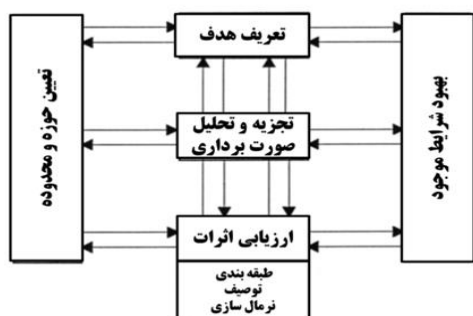 تعریف هدف
تعیین حوزه و محدوده
بهبود شرایط موجود
تجزیه و تحلیل
صورت برداری
ارزیابی اثرات
طبقه بندی
توصیف
نرمال سازی